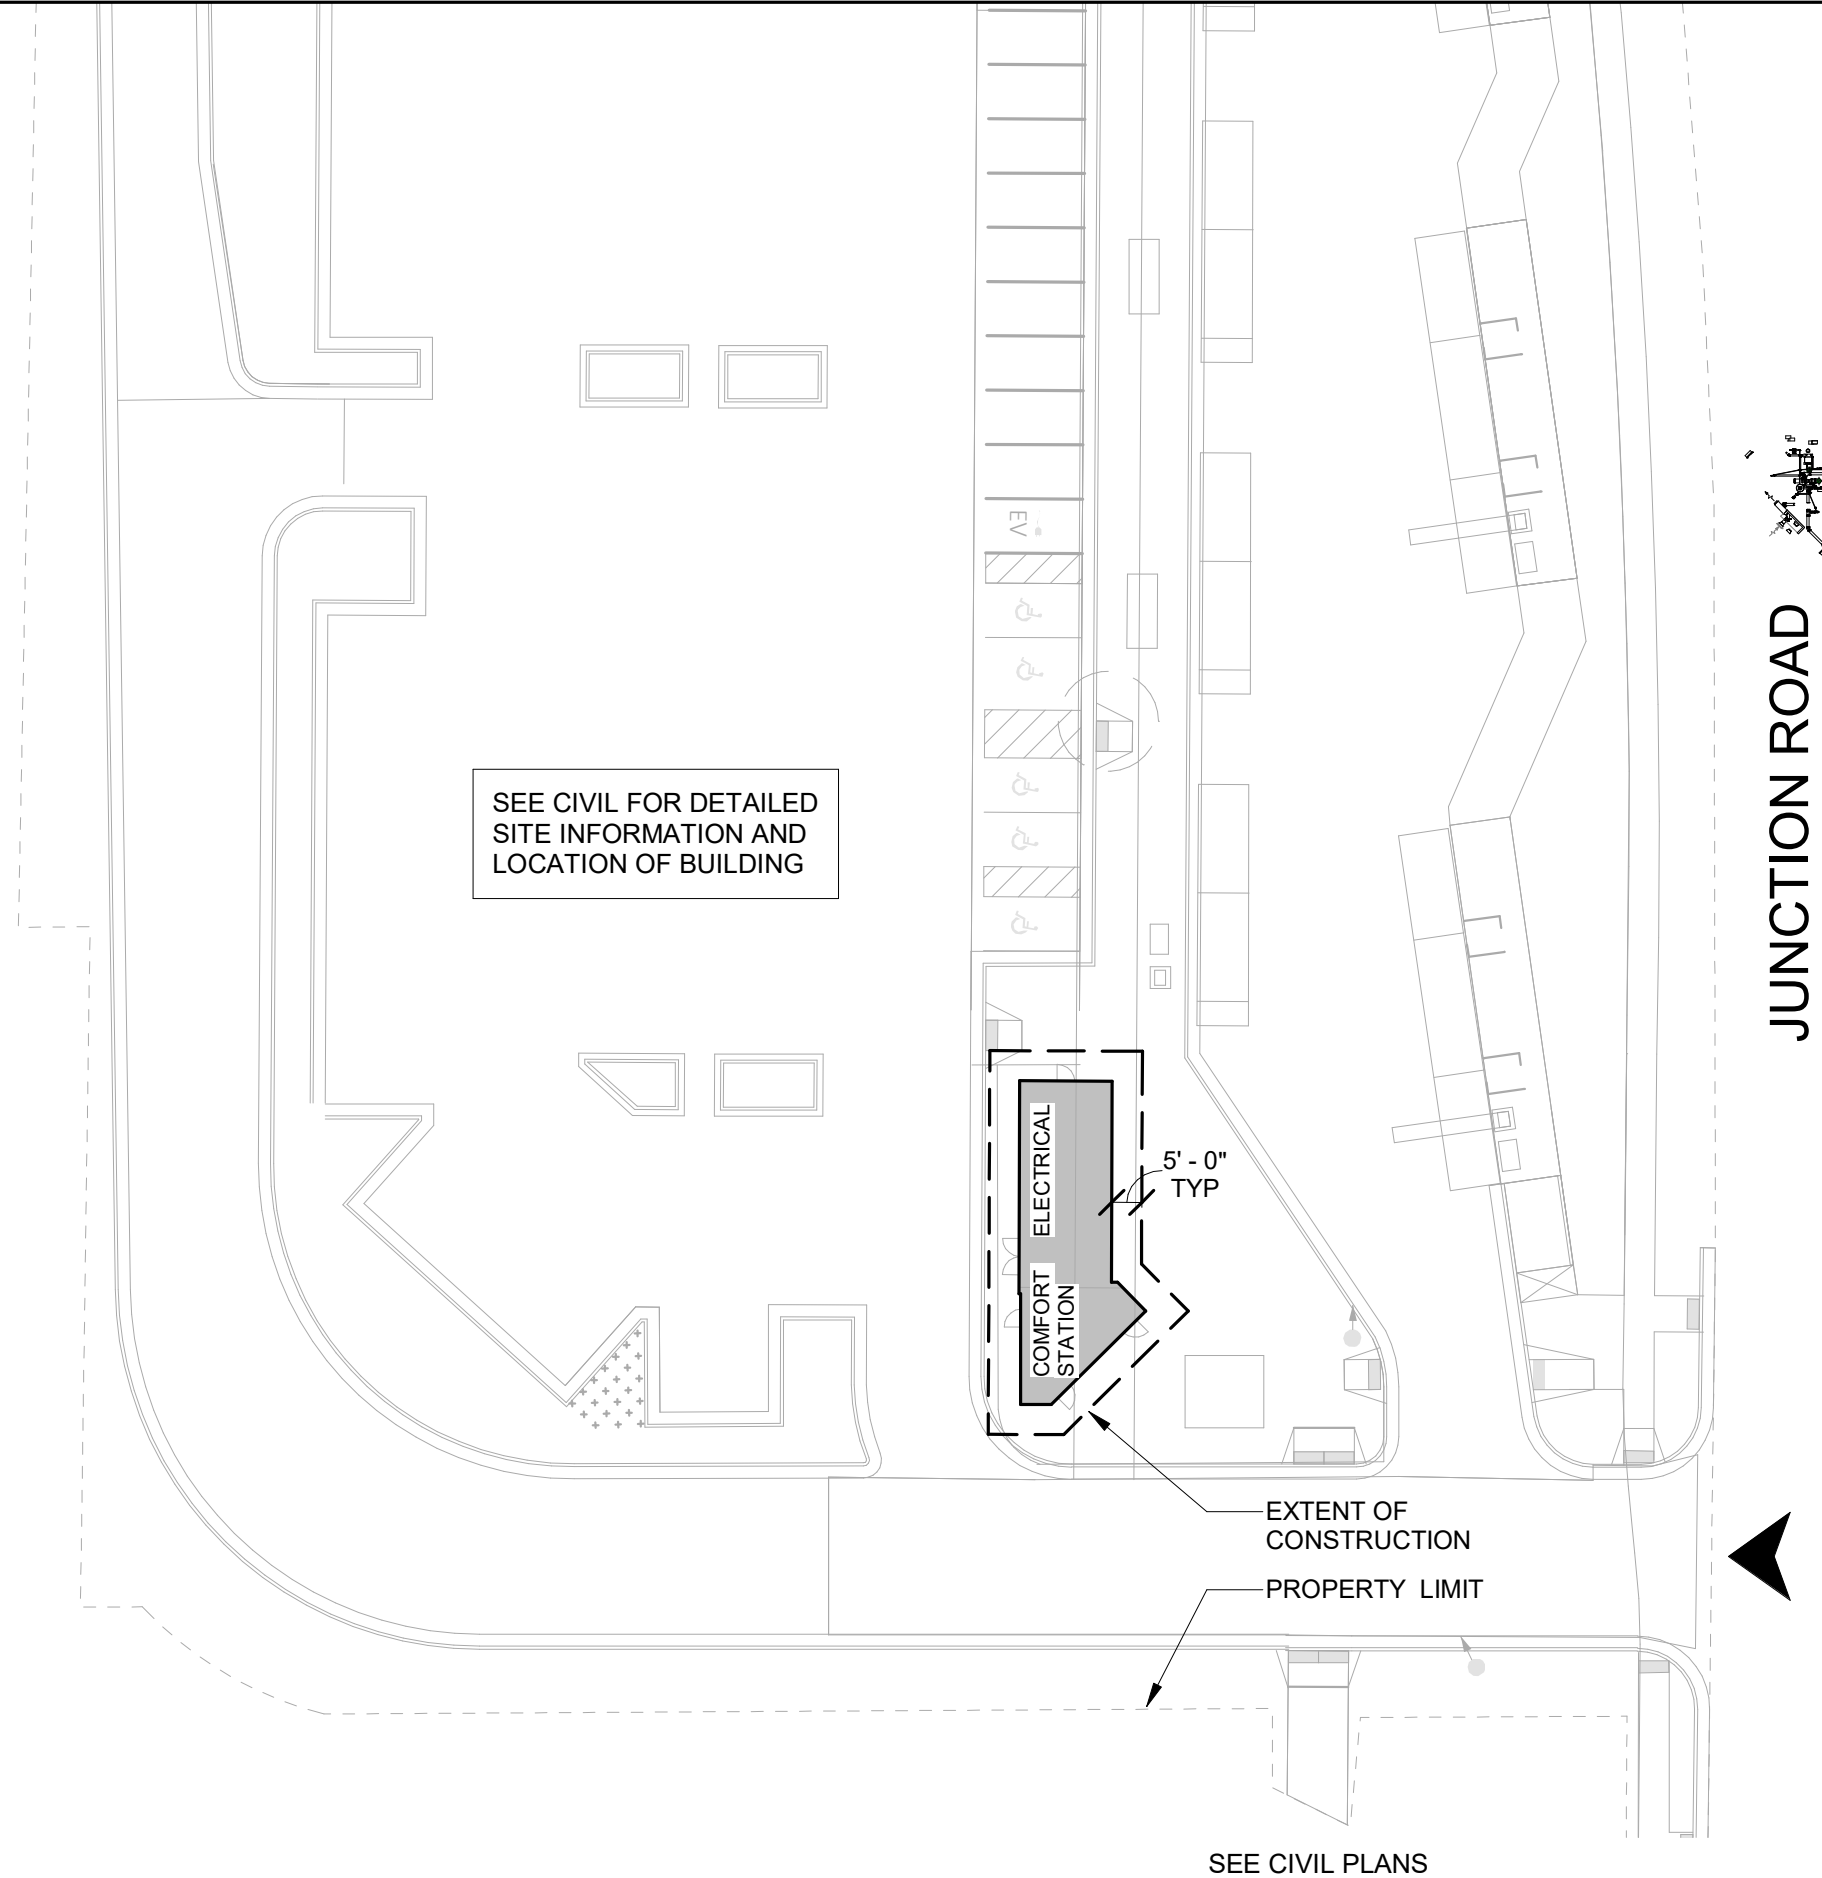 EV
SEE CIVIL FOR DETAILED
SITE INFORMATION AND
LOCATION OF BUILDING
JUNCTION ROAD
ELECTRICAL
5' - 0"
TYP
COMFORT
STATION
EXTENT OF
CONSTRUCTION
PROPERTY LIMIT
SEE CIVIL PLANS